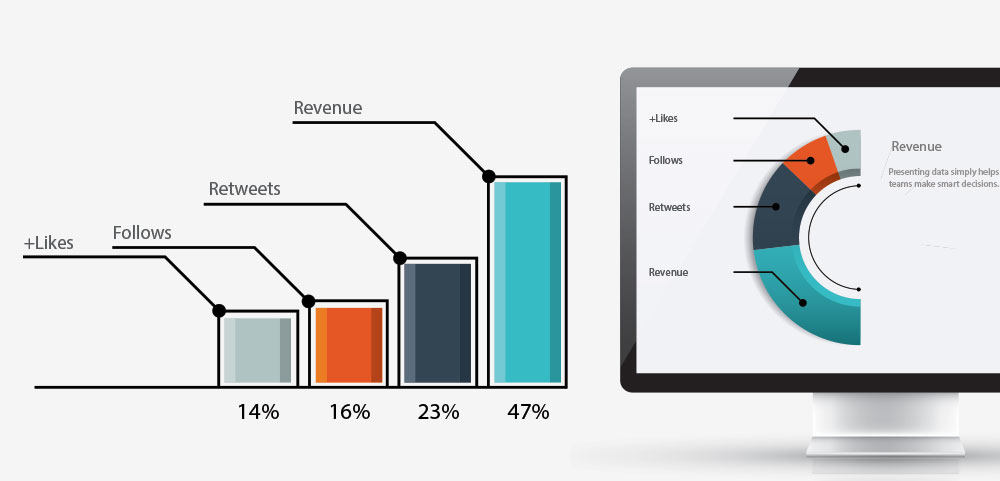 Revenue
Retweets
Follows
+Likes
14%
16%
23%
47%
+Likes
Follows
Retweets
Revenue
Revenue
Presenting data simply helps
teams make smart decisions.